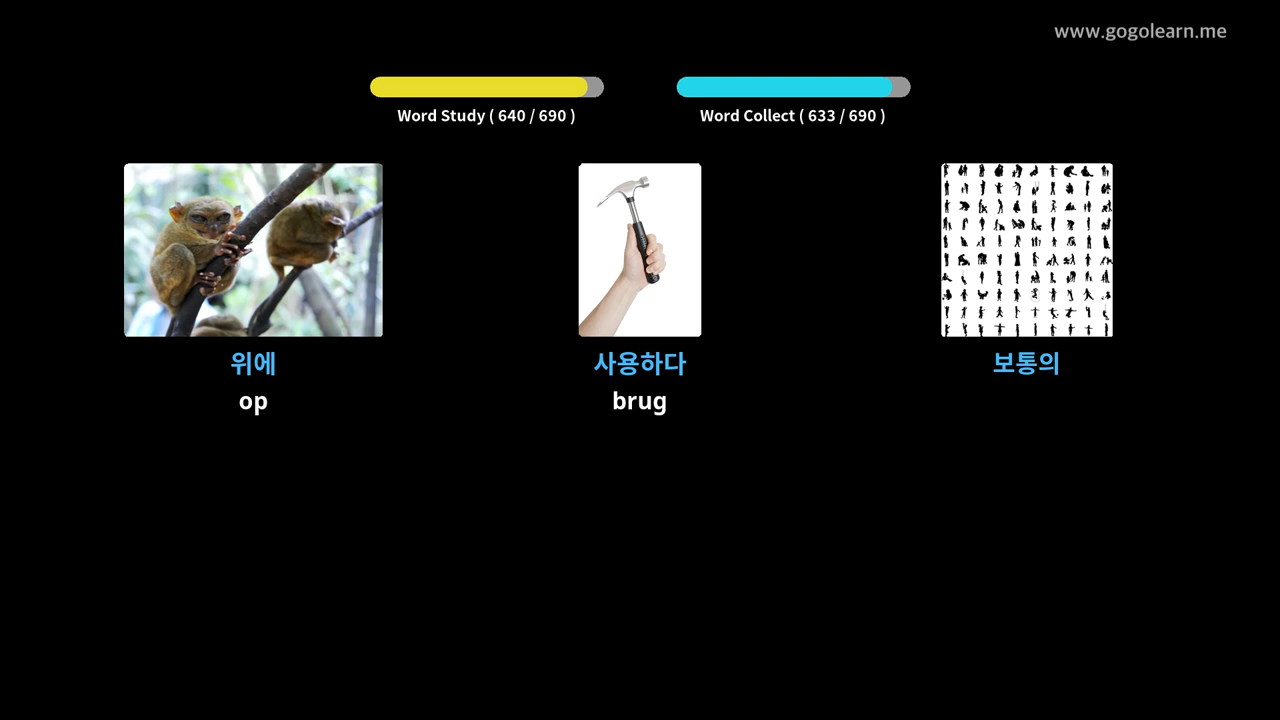 www.gogolearn.me
Word Study ( 640 / 690 )
Word Collect ( 633 / 690 )
위에
op
사용하다
brug
보통의